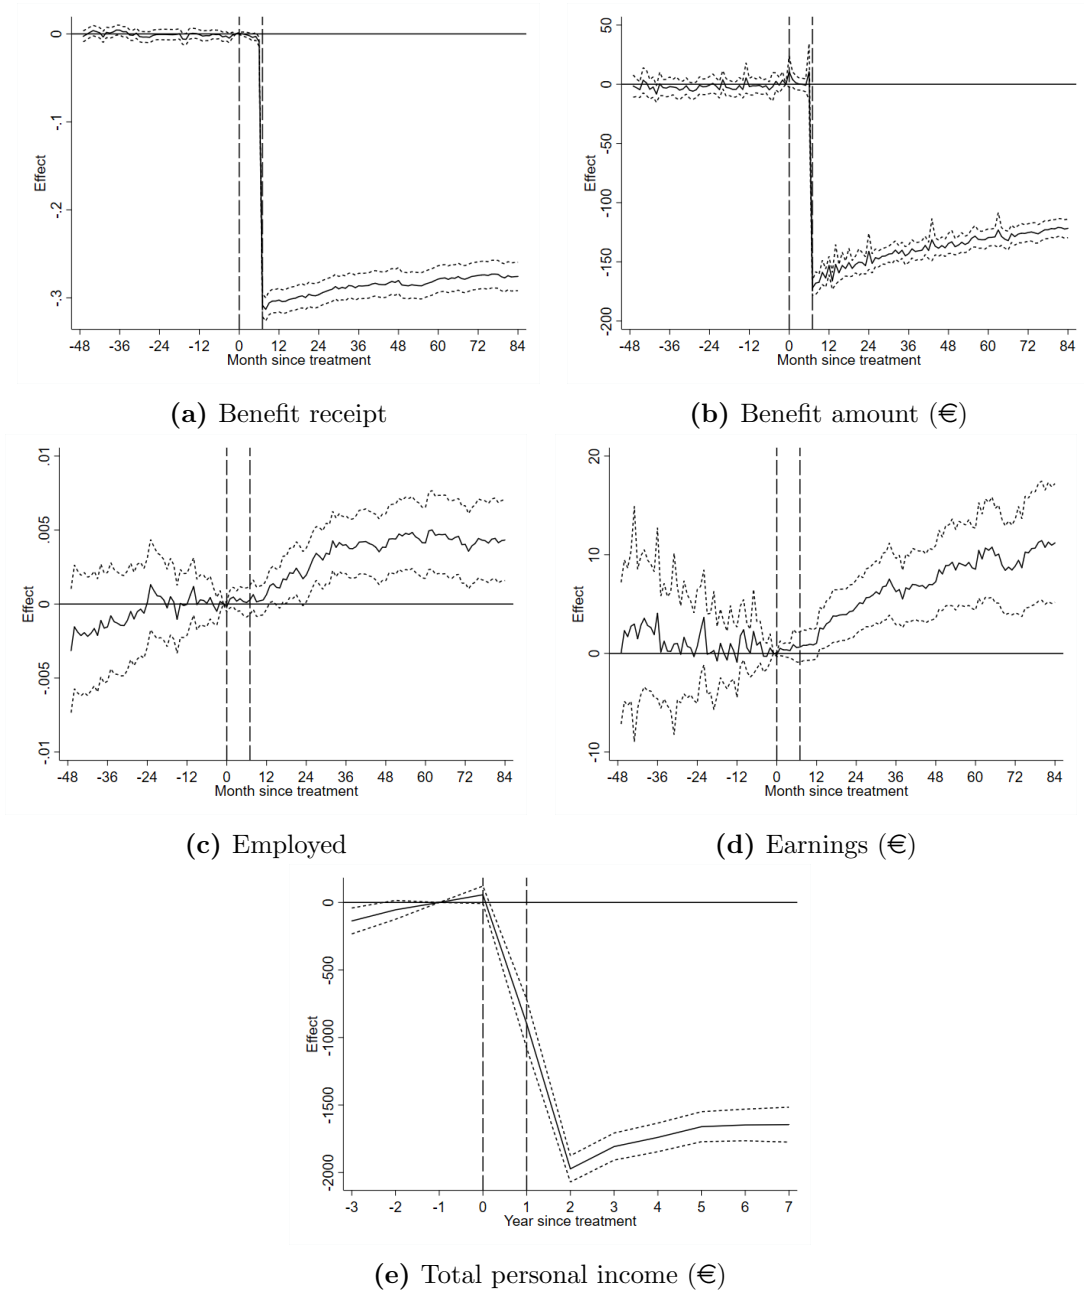 0
-.1
-.2
-.3
Effect
-48 -36 -24 -12 0 12 24 36 48 60 72 84
Month since treatment
(a) Benefit receipt
50
0
-50
-100
-150
-200
Effect
-48 -36 -24 -12 0 12 24 36 48 60 72 84
Month since treatment
(b) Benefit amount (€)
.01
.005
0
-.005
-.01
Effect
-48 -36 -24 -12 0 12 24 36 48 60 72 84
Month since treatment
(c) Employed
20
10
0
-10
Effect
-48 -36 -24 -12 0 12 24 36 48 60 72 84
Month since treatment
(d) Earnings (€)
0
-500
-1000
-1500
-2000
Effect
-3 -2 -1 0 1 2 3 4 5 6 7
Year since treatment
(e) Total personal income (€)